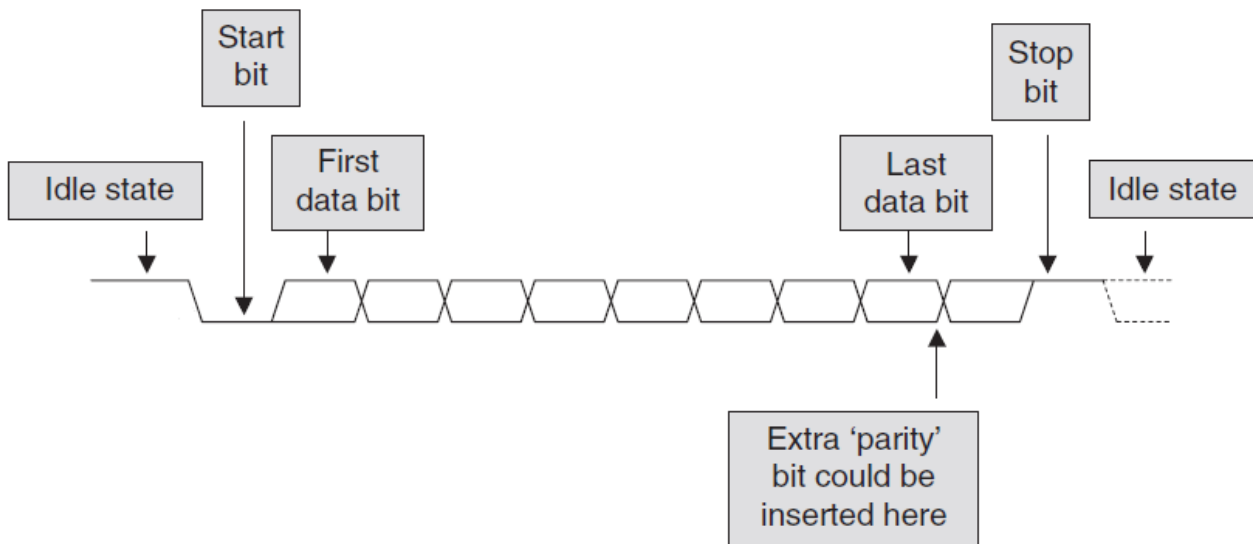 Start
bit
Stop
bit
Idle state
First
data bit
Last
data bit
Idle state
Extra ‘parity’
bit could be
inserted here